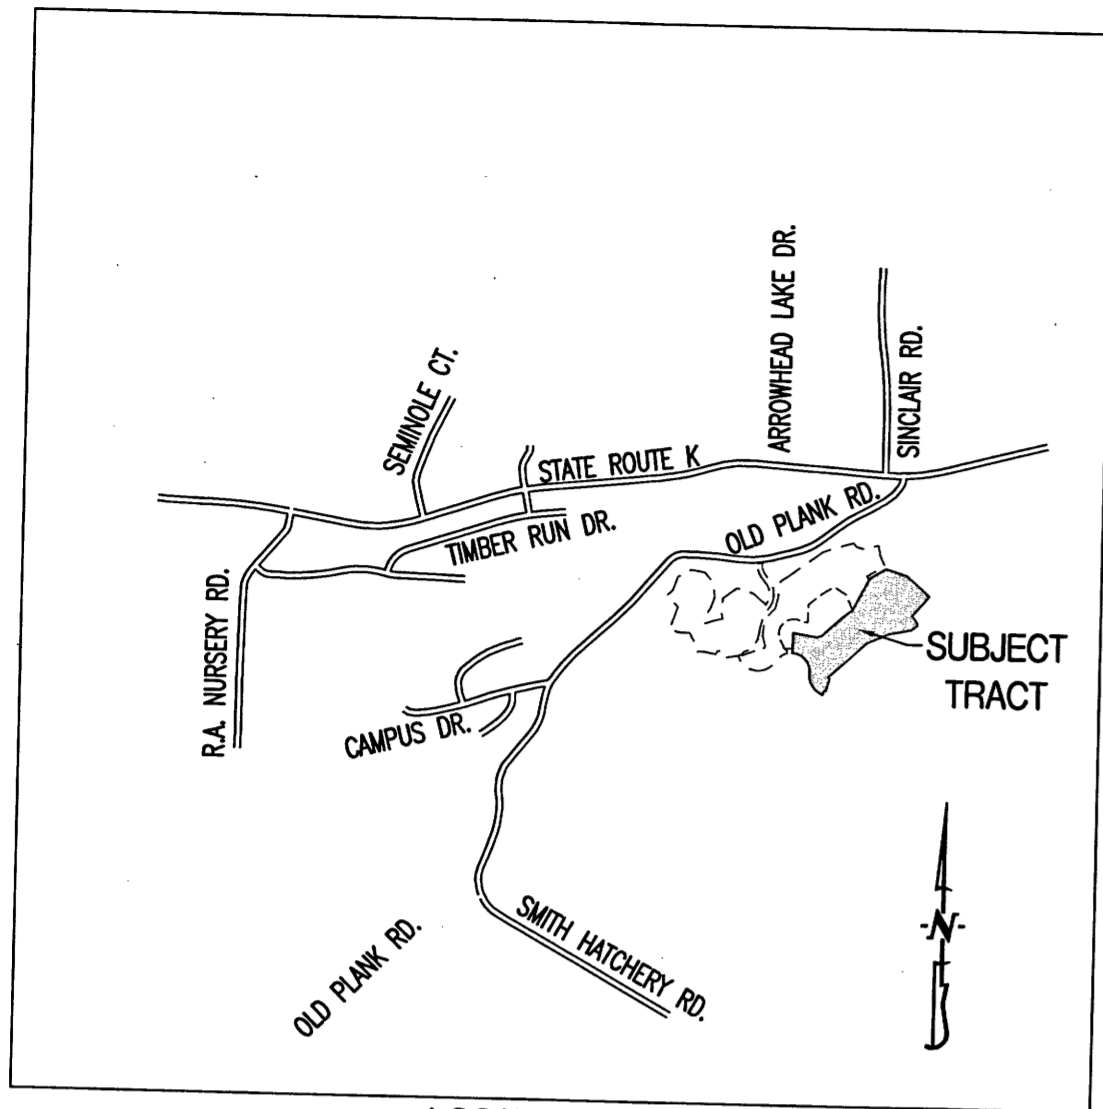 ARROWHEAD LAKE DR.
SINCLAIR RD.
SEMINOLE CT.
STATE ROUTE K
OLD PLANK RD.
TIMBER RUN DR.
R.A. NURSERY RD.
SUBJECT
TRACT
CAMPUS DR.
SMITH HATCHERY RD.
OLD PLANK RD.
-N-